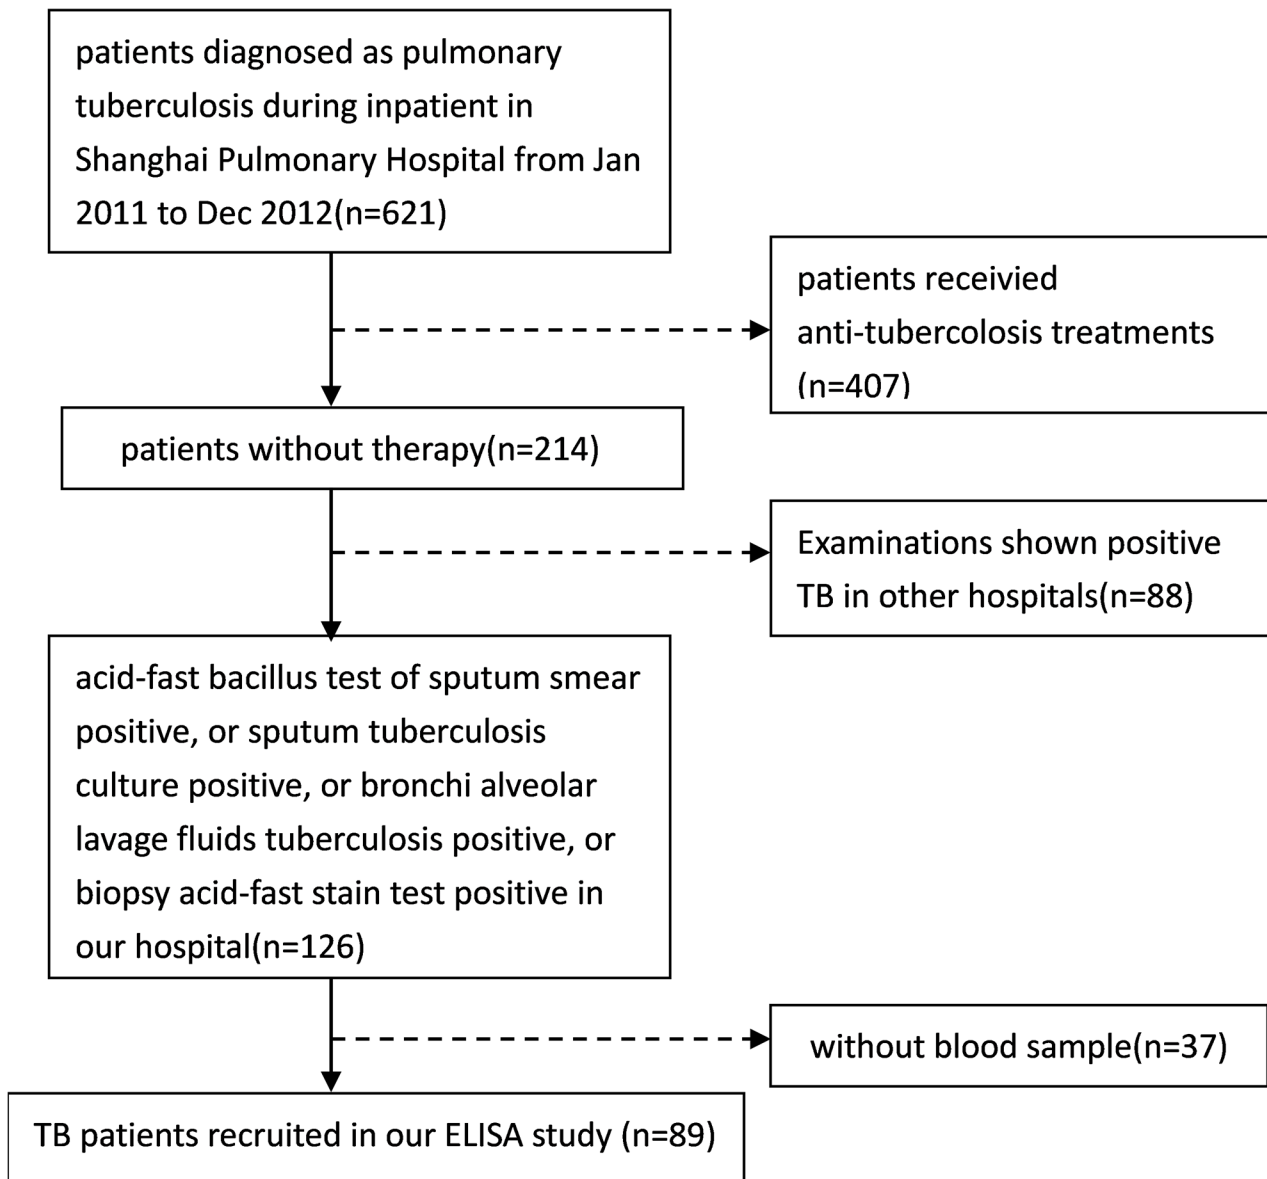 patients diagnosed as pulmonary
tuberculosis during inpatient in
Shanghai Pulmonary Hospital from Jan
2011 to Dec 2012(n=621)
patients receivied
anti-tubercolosis treatments
(n=407)
patients without therapy(n=214)
Examinations shown positive
TB in other hospitals(n=88)
acid-fast bacillus test of sputum smear
positive, or sputum tuberculosis
culture positive, or bronchi alveolar
lavage fluids tuberculosis positive, or
biopsy acid-fast stain test positive in
our hospital(n=126)
without blood sample(n=37)
TB patients recruited in our ELISA study (n=89)